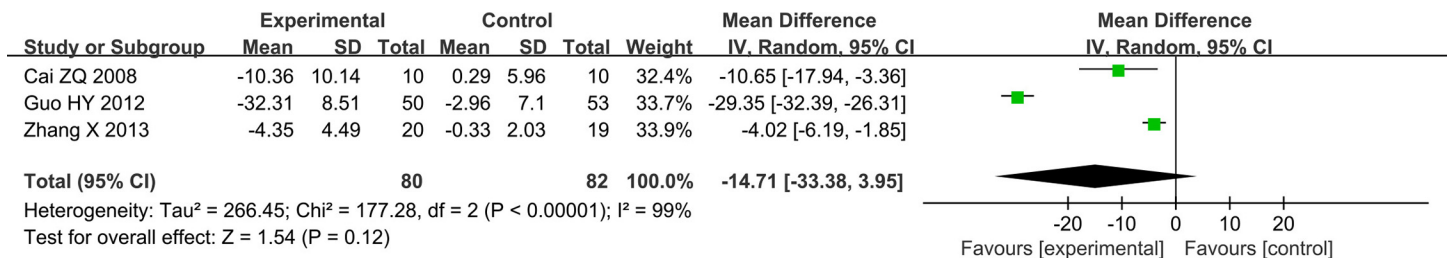 Experimental Control Mean Difference Mean Difference
Study or Subgroup Mean SD Total Mean SD Total Weight IV, Random, 95% CI IV, Random, 95% CI
Cai ZQ 2008 -10.36 10.14 10 0.29 5.96 10 32.4% -10.65 [-17.94, -3.36]
Guo HY 2012 -32.31 8.51 50 -2.96 7.1 53 33.7% -29.35 [-32.39, -26.31]
Zhang X 2013 -4.35 4.49 20 -0.33 2.03 19 33.9% -4.02 [-6.19, -1.85]
Total (95% CI) 80 82 100.0% -14.71 [-33.38, 3.95]
Heterogeneity: Tau² = 266.45; Chi² = 177.28, df = 2 (P < 0.00001); I² = 99%
Test for overall effect: Z = 1.54 (P = 0.12)
-20 -10 0 10 20
Favours [experimental] Favours [control]